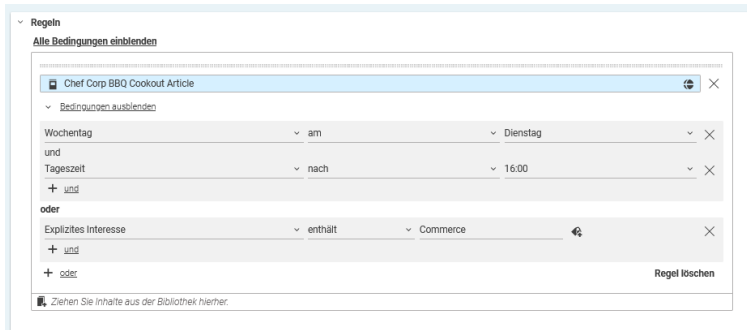 Regeln
Alle Bedingungen einblenden
Chef Corp BBQ Cookout Article
Bedingungen ausblenden
Wochentag am Dienstag
und
Tageszeit nach 16:00
und
oder
Explizites Interesse enthält Commerce
und
oder Regel löschen
Ziehen Sie Inhalte aus der Bibliothek hierher.